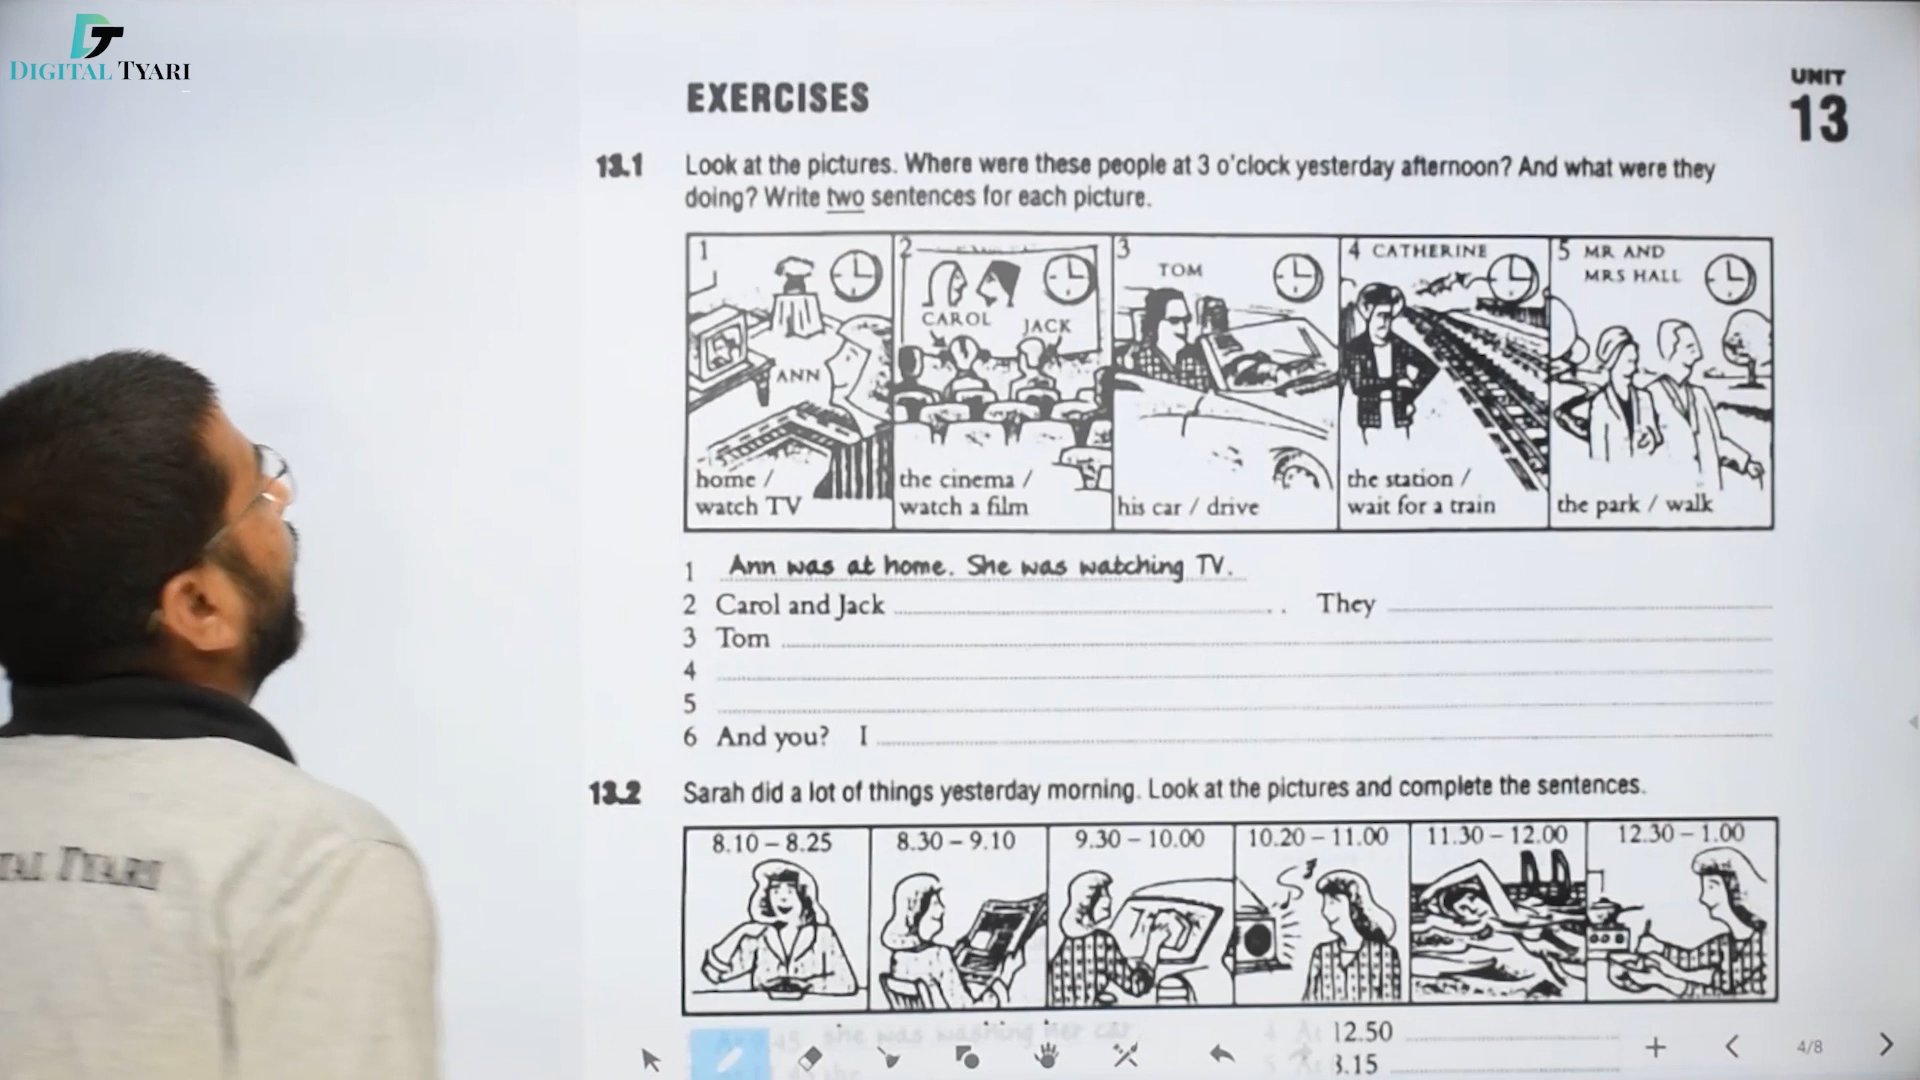 DT
DIGITAL TYARI
EXERCISES
UNIT
13
13.1 Look at the pictures. Where were these people at 3 o'clock yesterday afternoon? And what were they
doing? Write two sentences for each picture.
1
ANN
home /
watch TV
2
CAROL JACK
the cinema /
watch a film
3
TOM
his car / drive
4 CATHERINE
the station /
wait for a train
5 MR AND
MRS HALL
the park / walk
1 Ann was at home. She was watching TV.
2 Carol and Jack They
3 Tom
4
5
6 And you? I
13.2 Sarah did a lot of things yesterday morning. Look at the pictures and complete the sentences.
8.10 – 8.25 8.30 – 9.10 9.30 – 10.00 10.20 – 11.00 11.30 – 12.00 12.30 – 1.00
45 she was washing her car 4 At 12.50
5 At 3.15
4/8
TAL TYARI